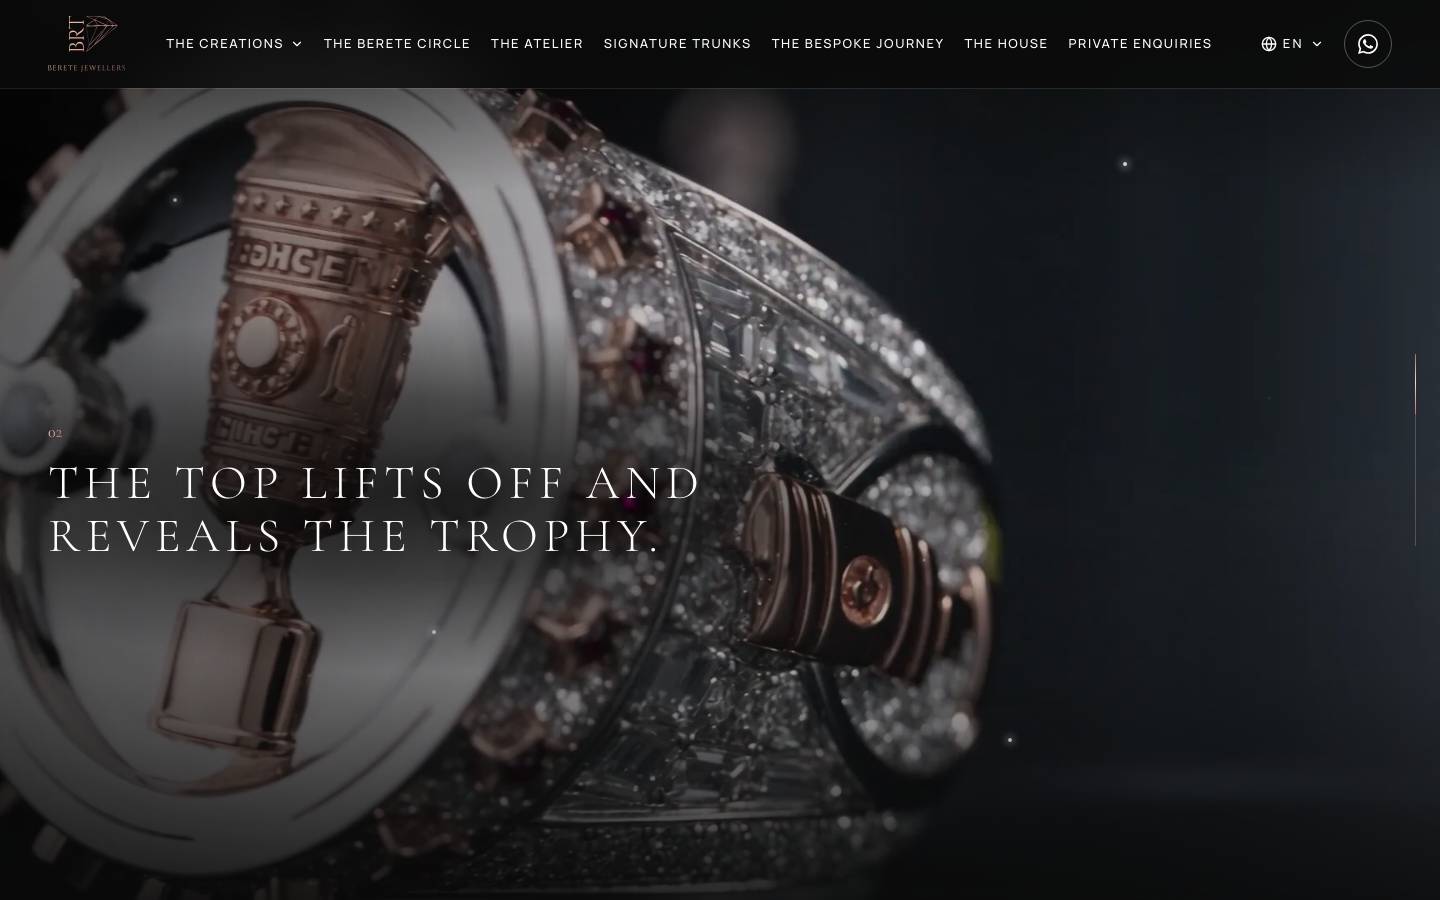 BRT
BERETE JEWELLERS
THE CREATIONS
THE BERETE CIRCLE
THE ATELIER
SIGNATURE TRUNKS
THE BESPOKE JOURNEY
THE HOUSE
PRIVATE ENQUIRIES
EN
02
THE TOP LIFTS OFF AND
REVEALS THE TROPHY.